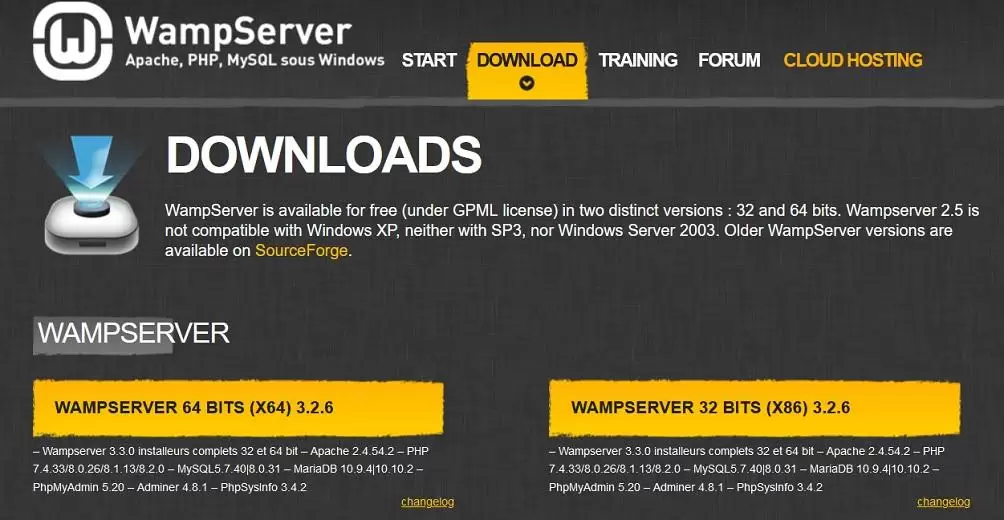 WampServer
Apache, PHP, MySQL sous Windows
START DOWNLOAD TRAINING FORUM CLOUD HOSTING
DOWNLOADS
WampServer is available for free (under GPML license) in two distinct versions : 32 and 64 bits. Wampserver 2.5 is
not compatible with Windows XP, neither with SP3, nor Windows Server 2003. Older WampServer versions are
available on SourceForge.
WAMPSERVER
WAMPSERVER 64 BITS (X64) 3.2.6
– Wampserver 3.3.0 installeurs complets 32 et 64 bit – Apache 2.4.54.2 – PHP
7.4.33/8.0.26/8.1.13/8.2.0 – MySQL5.7.40|8.0.31 – MariaDB 10.9.4|10.10.2 –
PhpMyAdmin 5.20 – Adminer 4.8.1 – PhpSysInfo 3.4.2
changelog
WAMPSERVER 32 BITS (X86) 3.2.6
– Wampserver 3.3.0 installeurs complets 32 et 64 bit – Apache 2.4.54.2 – PHP
7.4.33/8.0.26/8.1.13/8.2.0 – MySQL5.7.40|8.0.31 – MariaDB 10.9.4|10.10.2 –
PhpMyAdmin 5.20 – Adminer 4.8.1 – PhpSysInfo 3.4.2
changelog